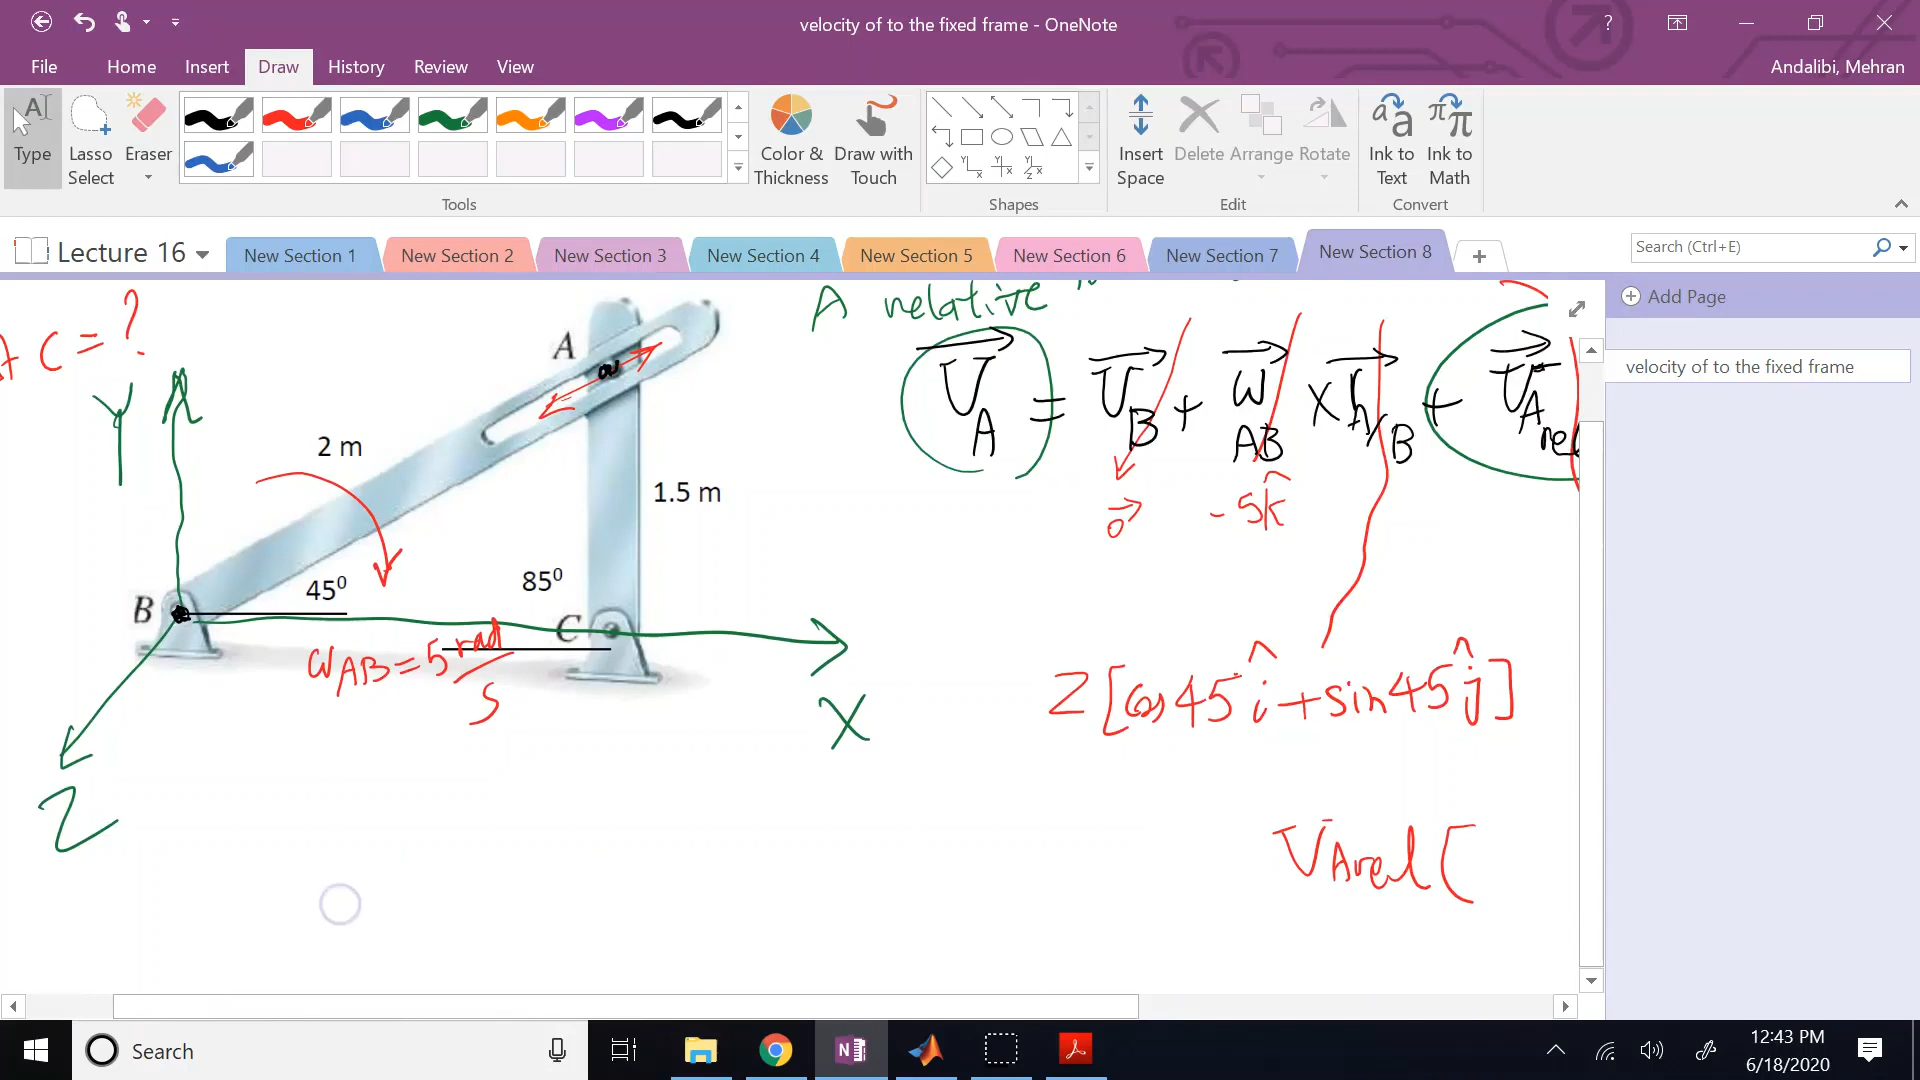 velocity of to the fixed frame - OneNote
?
File
Home
Insert
Draw
History
Review
View
Andalibi, Mehran
Type
Lasso Select
Eraser
Color & Thickness
Draw with Touch
Insert Space
Delete
Arrange
Rotate
Ink to Text
Ink to Math
Tools
Shapes
Edit
Convert
Lecture 16
New Section 1
New Section 2
New Section 3
New Section 4
New Section 5
New Section 6
New Section 7
New Section 8
+
Search (Ctrl+E)
Add Page
velocity of to the fixed frame
C = ?
A relative
V_A = V_B + ω_AB × r_A/B + V_A rel
0
-5k̂
Y
A
2 m
1.5 m
B
45⁰
85⁰
C
ω_AB = 5 rad/s
X
Z
2[cos45 î + sin45 ĵ]
V_Arel (
Search
12:43 PM
6/18/2020